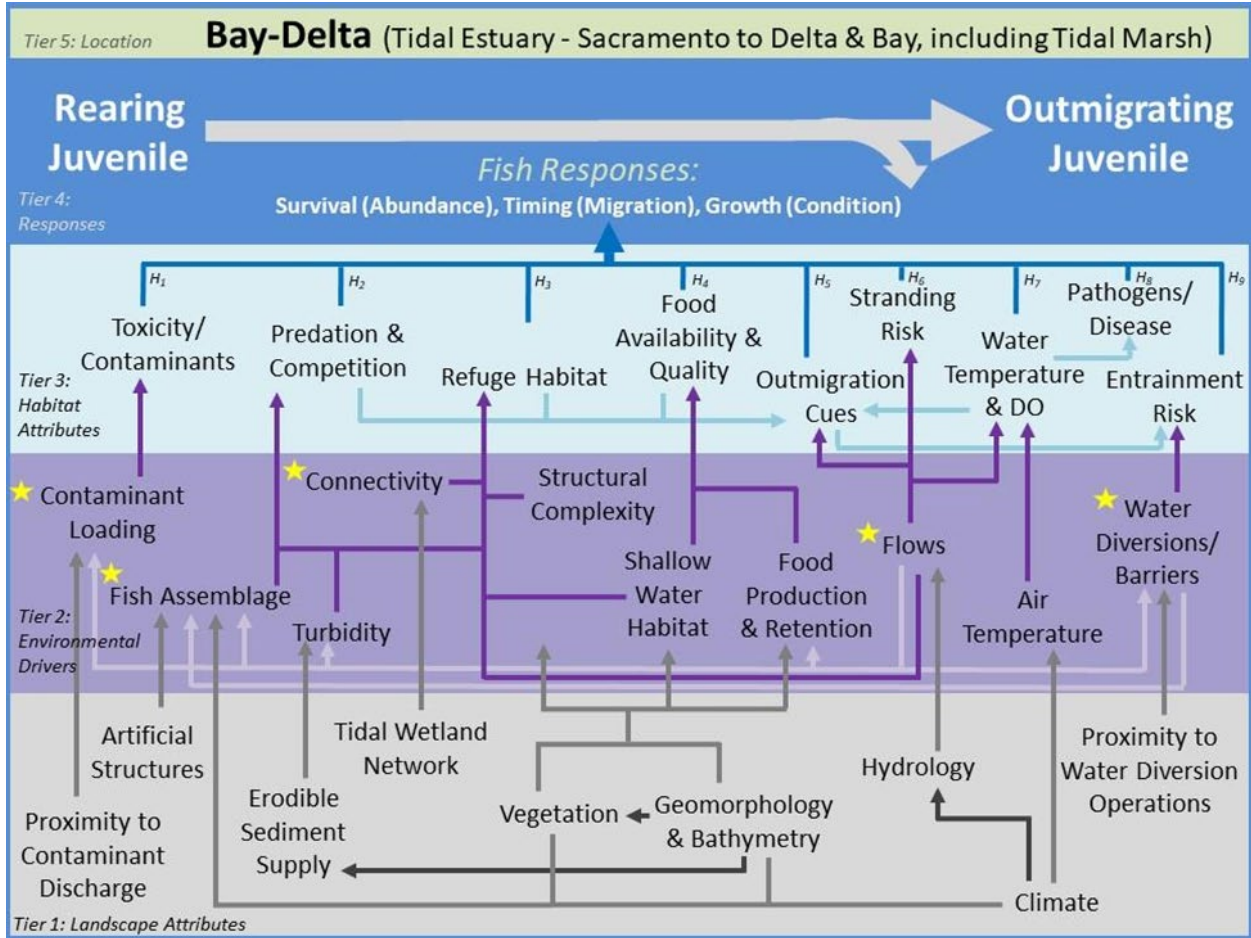 Tier 5: Location
Bay-Delta (Tidal Estuary - Sacramento to Delta & Bay, including Tidal Marsh)
Rearing
Juvenile
Outmigrating
Juvenile
Fish Responses:
Survival (Abundance), Timing (Migration), Growth (Condition)
Tier 4:
Responses
H1
H2
H3
H4
H5
H6
H7
H8
H9
Toxicity/
Contaminants
Predation &
Competition
Refuge Habitat
Food
Availability &
Quality
Outmigration
Cues
Stranding
Risk
Water
Temperature
& DO
Pathogens/
Disease
Entrainment
Risk
Tier 3:
Habitat
Attributes
Contaminant
Loading
Fish Assemblage
Turbidity
Connectivity
Structural
Complexity
Shallow
Water
Habitat
Food
Production
& Retention
Flows
Air
Temperature
Water
Diversions/
Barriers
Tier 2:
Environmental
Drivers
Artificial
Structures
Proximity to
Contaminant
Discharge
Erodible
Sediment
Supply
Tidal Wetland
Network
Vegetation
Geomorphology
& Bathymetry
Hydrology
Climate
Proximity to
Water Diversion
Operations
Tier 1: Landscape Attributes